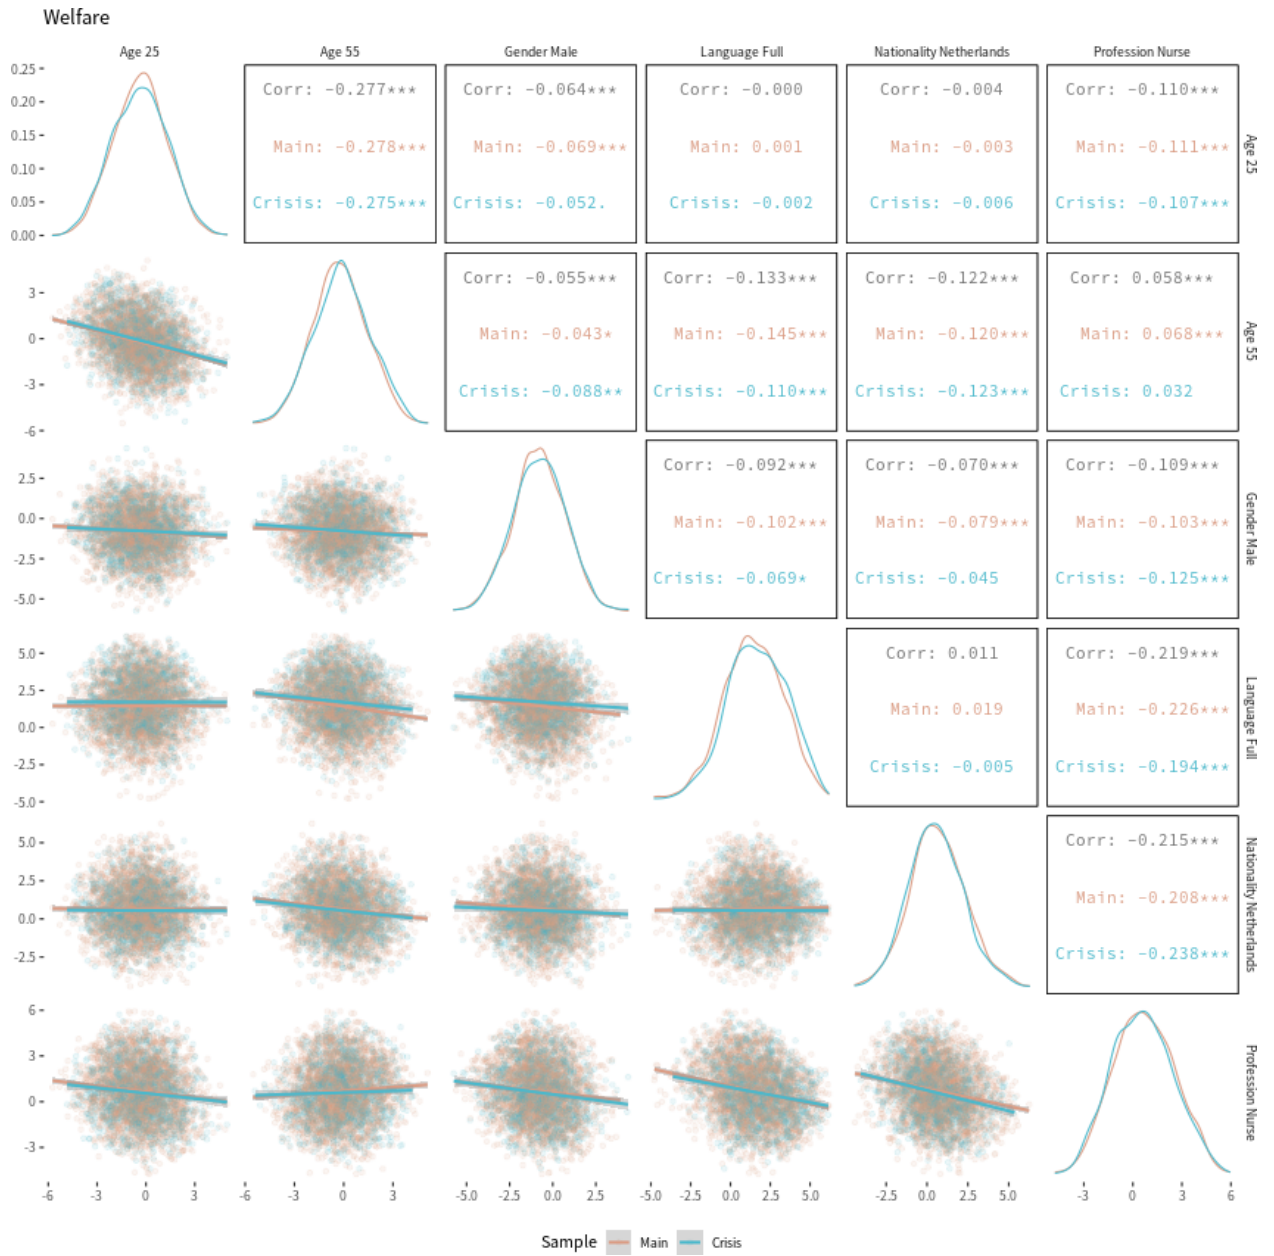 Welfare
Age 25 Age 55 Gender Male Language Full Nationality Netherlands Profession Nurse
0.25
0.20
0.15
0.10
0.05
0.00
Corr: -0.277***
Main: -0.278***
Crisis: -0.275***
Corr: -0.064***
Main: -0.069***
Crisis: -0.052.
Corr: -0.000
Main: 0.001
Crisis: -0.002
Corr: -0.004
Main: -0.003
Crisis: -0.006
Corr: -0.110***
Main: -0.111***
Crisis: -0.107***
Age 25
3
0
-3
-6
Corr: -0.055***
Main: -0.043*
Crisis: -0.088**
Corr: -0.133***
Main: -0.145***
Crisis: -0.110***
Corr: -0.122***
Main: -0.120***
Crisis: -0.123***
Corr: 0.058***
Main: 0.068***
Crisis: 0.032
Age 55
2.5
0.0
-2.5
-5.0
Corr: -0.092***
Main: -0.102***
Crisis: -0.069*
Corr: -0.070***
Main: -0.079***
Crisis: -0.045
Corr: -0.109***
Main: -0.103***
Crisis: -0.125***
Gender Male
5.0
2.5
0.0
-2.5
-5.0
Corr: 0.011
Main: 0.019
Crisis: -0.005
Corr: -0.219***
Main: -0.226***
Crisis: -0.194***
Language Full
5.0
2.5
0.0
-2.5
Corr: -0.215***
Main: -0.208***
Crisis: -0.238***
Nationality Netherlands
6
3
0
-3
Profession Nurse
-6 -3 0 3
-6 -3 0 3
-5.0 -2.5 0.0 2.5
-5.0 -2.5 0.0 2.5 5.0
-2.5 0.0 2.5 5.0
-3 0 3 6
Sample Main Crisis